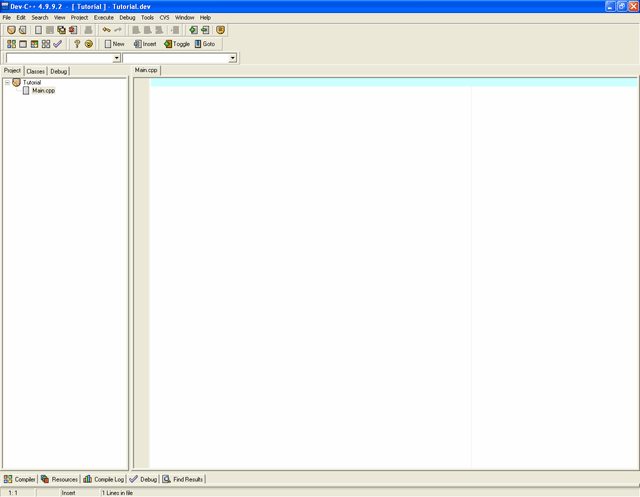 Dev-C++ 4.9.9.2 - [ Tutorial ] - Tutorial.dev
File Edit Search View Project Execute Debug Tools CVS Window Help
New Insert Toggle Goto
Project Classes Debug Main.cpp
Tutorial
Main.cpp
Compiler Resources Compile Log Debug Find Results
1: 1 Insert 1 Lines in file